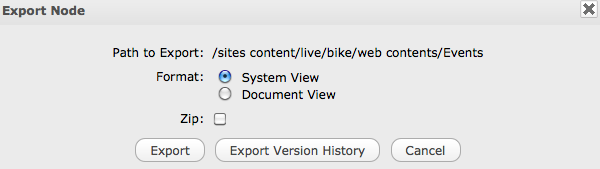 Export Node
Path to Export: /sites content/live/bike/web contents/Events
Format: System View
Document View
Zip:
Export Export Version History Cancel